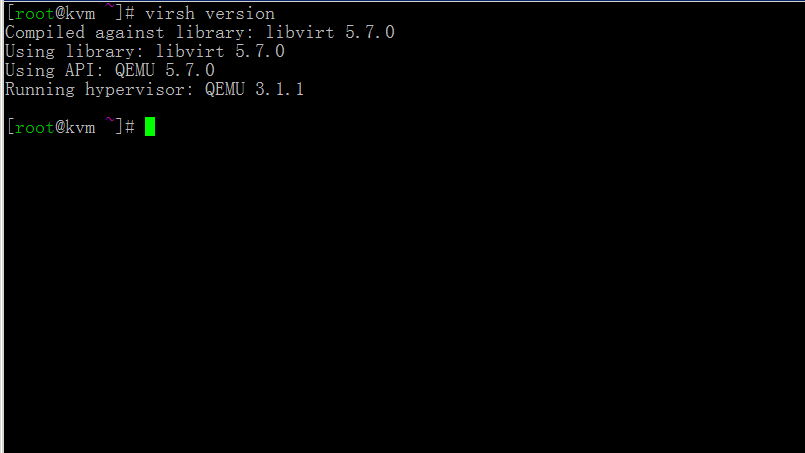 [root@kvm ~]# virsh version
Compiled against library: libvirt 5.7.0
Using library: libvirt 5.7.0
Using API: QEMU 5.7.0
Running hypervisor: QEMU 3.1.1
[root@kvm ~]#